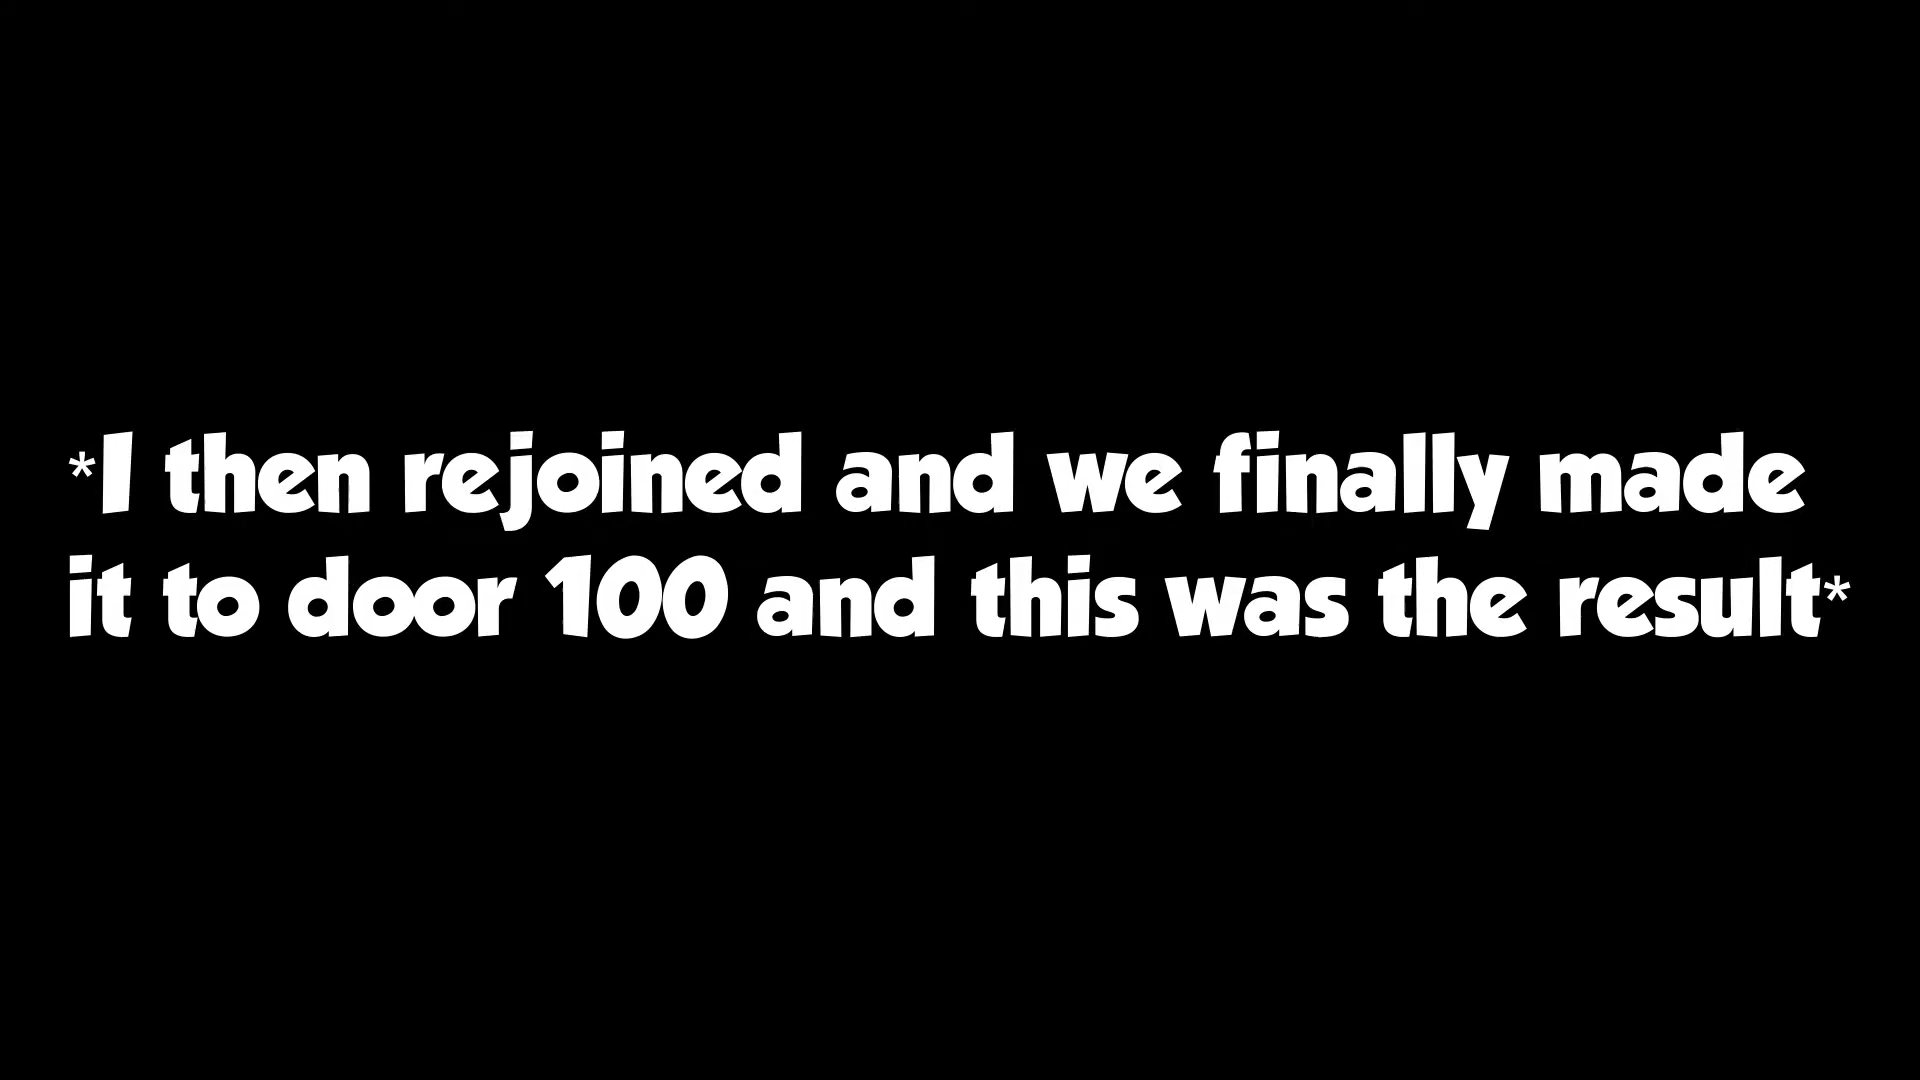 *I then rejoined and we finally made
it to door 100 and this was the result*